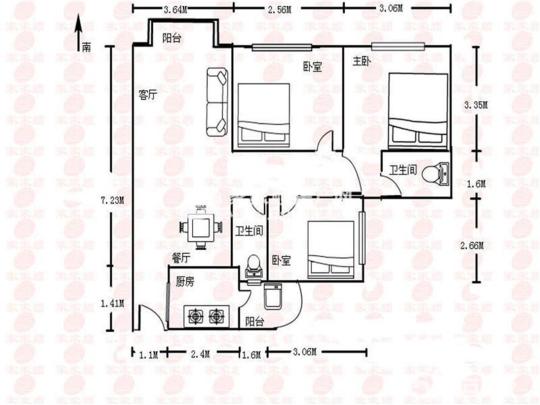 3.64M 2.56M 3.06M
南
阳台
卧室
主卧
客厅
3.35M
卫生间
1.6M
7.23M
卫生间
餐厅
卧室
2.66M
厨房
1.41M
阳台
1.1M 2.4M 1.6M 3.06M